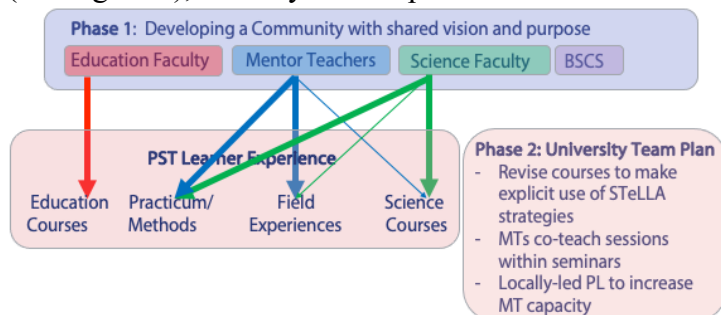 Phase 1: Developing a Community with shared vision and purpose
Education Faculty
Mentor Teachers
Science Faculty
BSCS
PST Learner Experience
Education Courses
Practicum/ Methods
Field Experiences
Science Courses
Phase 2: University Team Plan
- Revise courses to make
explicit use of STeLLA
strategies
- MTs co-teach sessions
within seminars
- Locally-led PL to increase
MT capacity